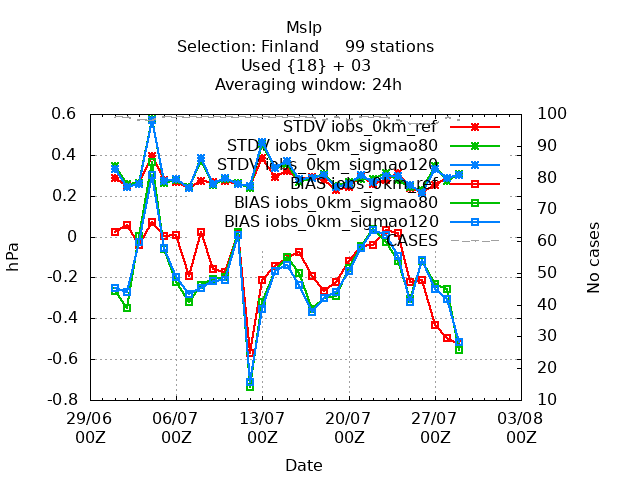 Mslp
Selection: Finland     99 stations
Used {18} + 03
Averaging window: 24h
0.6
0.4
0.2
0
-0.2
-0.4
-0.6
-0.8
hPa
100
90
80
70
60
50
40
30
20
10
No cases
STDV iobs_0km_ref
STDV iobs_0km_sigmao80
STDV iobs_0km_sigmao120
BIAS iobs_0km_ref
BIAS iobs_0km_sigmao80
BIAS iobs_0km_sigmao120
CASES
29/06 06/07 13/07 20/07 27/07 03/08
00Z 00Z 00Z 00Z 00Z 00Z
Date